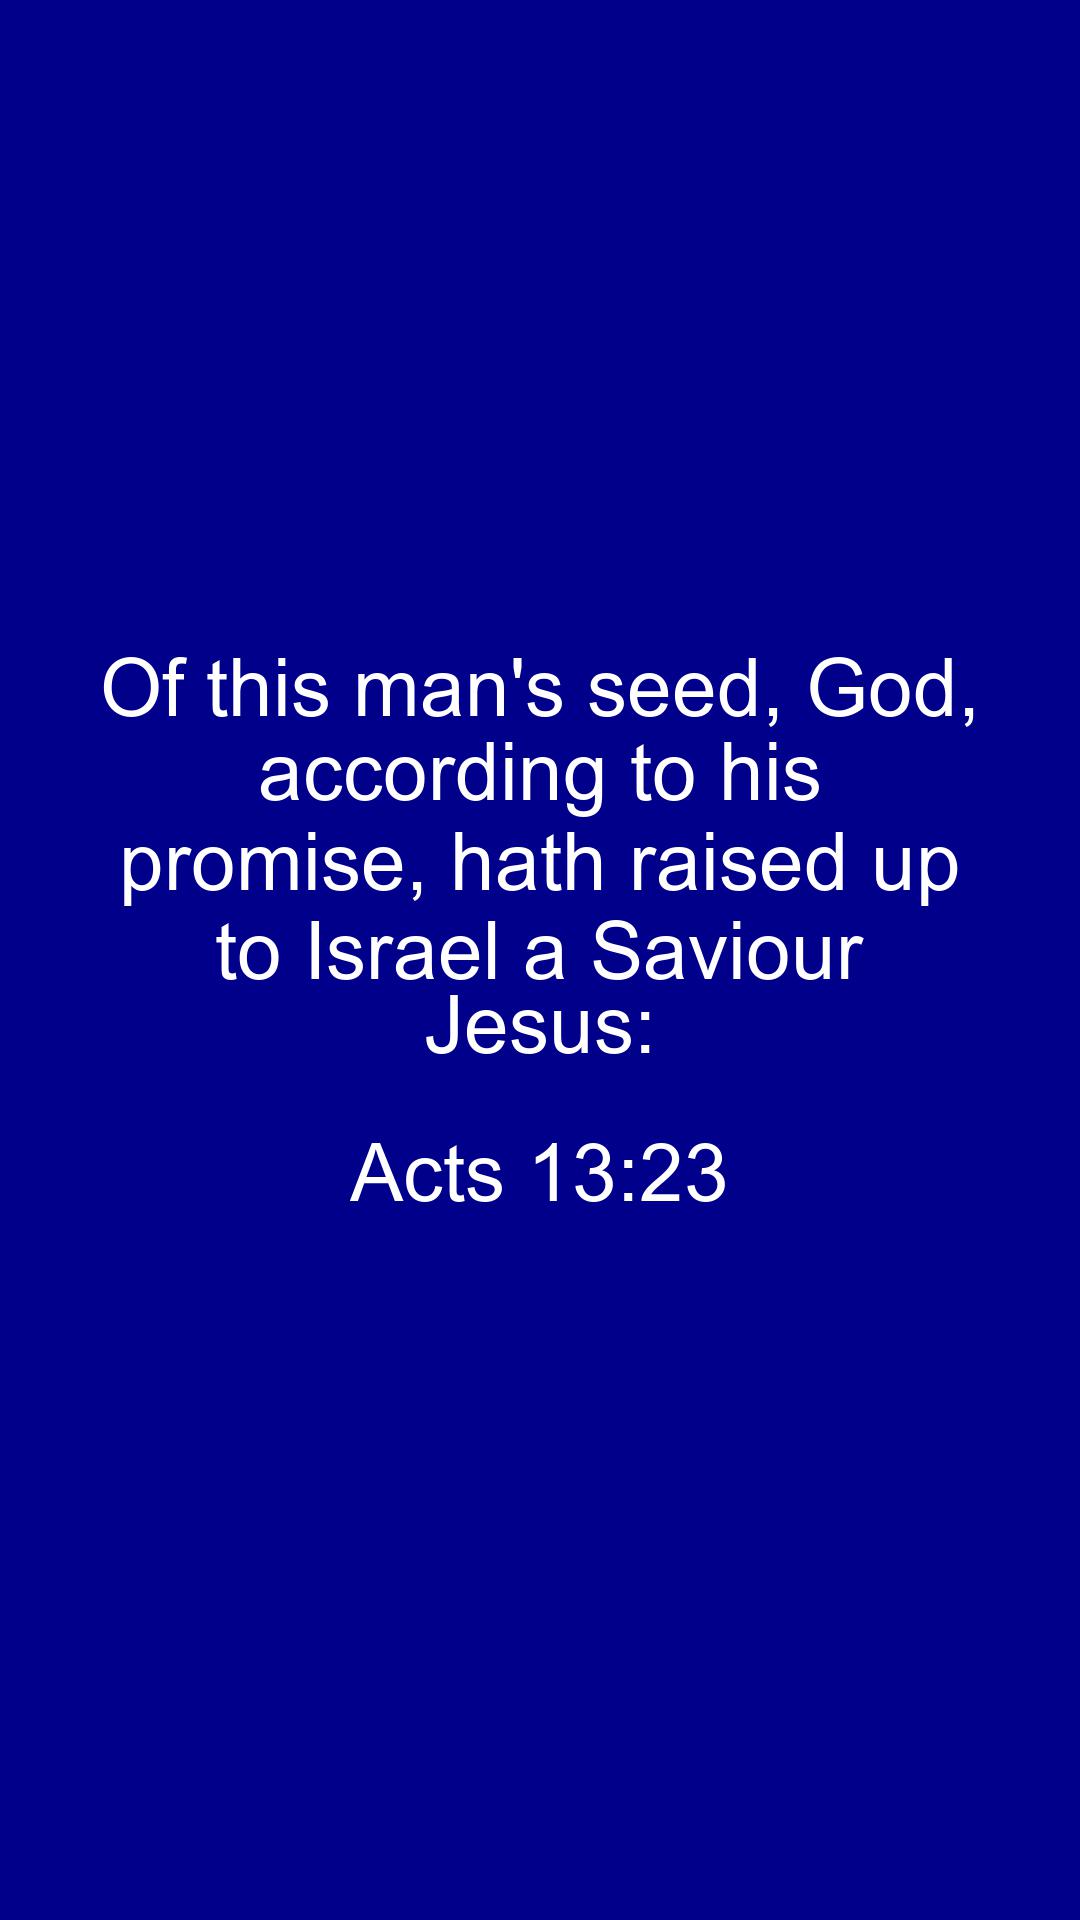 Of this man's seed, God,
according to his
promise, hath raised up
to Israel a Saviour
Jesus:
Acts 13:23